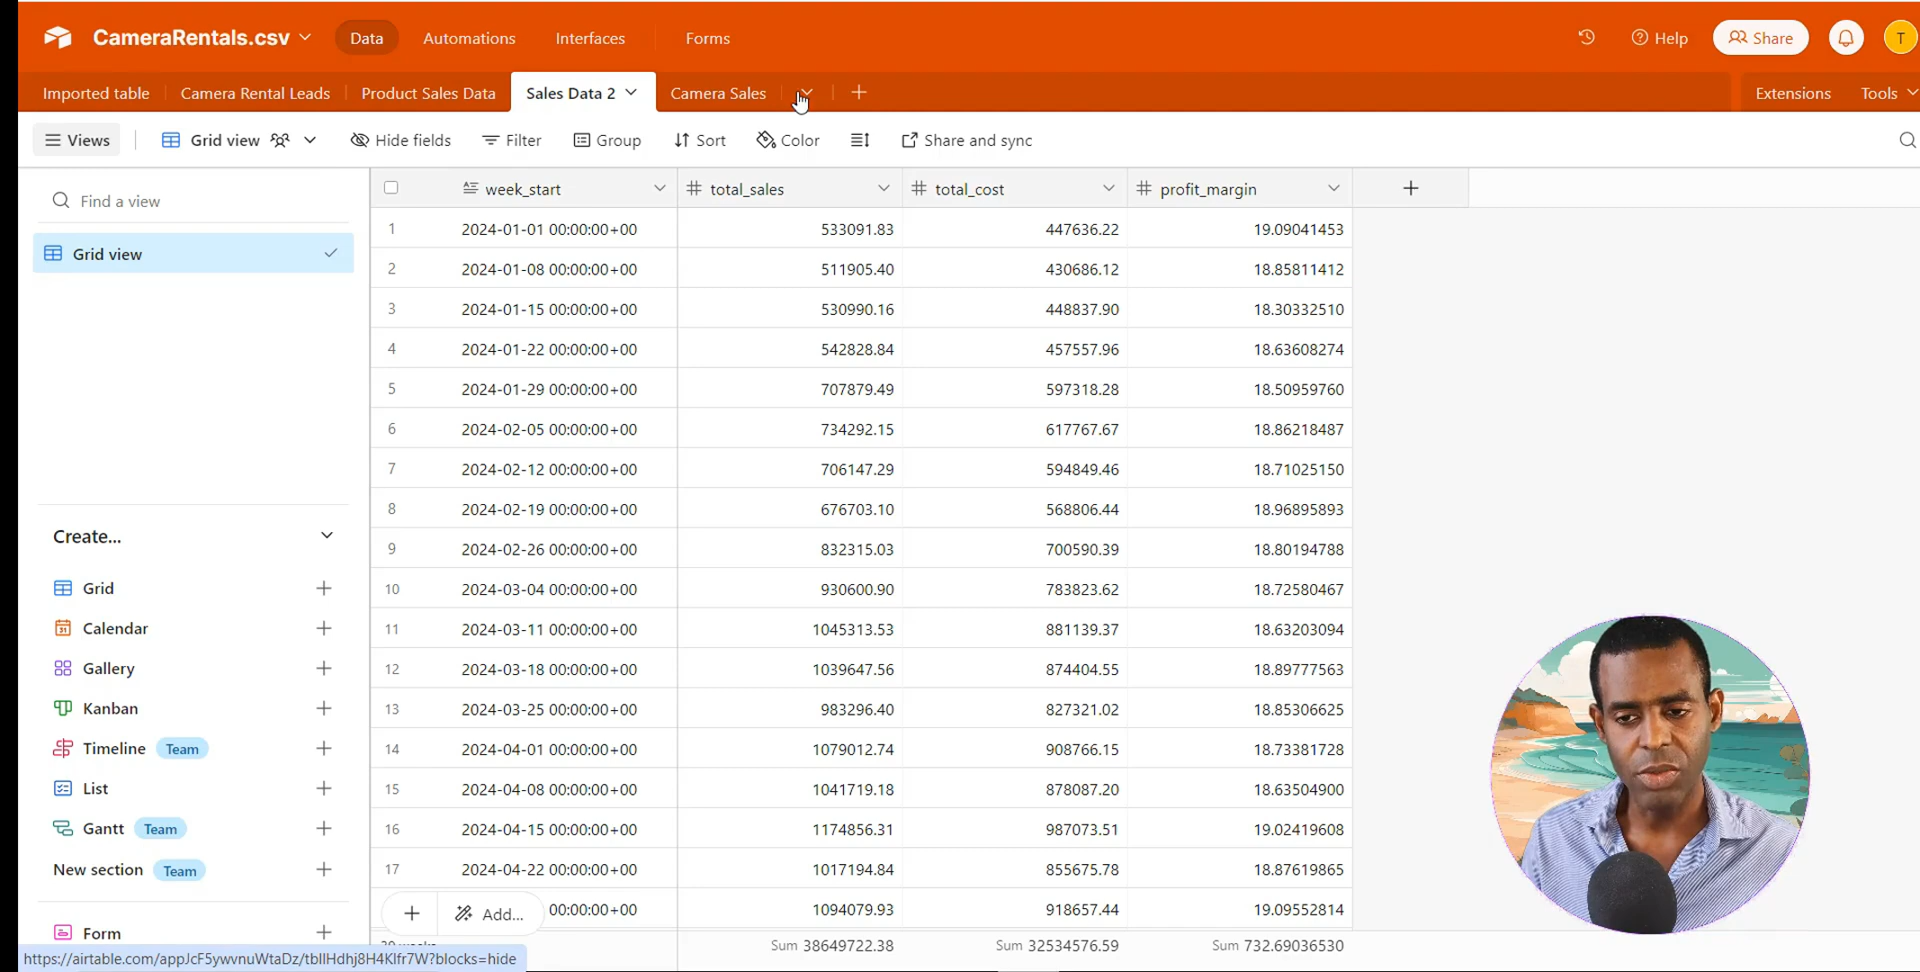 CameraRentals.csv Data Automations Interfaces Forms Help Share T
Imported table Camera Rental Leads Product Sales Data Sales Data 2 Camera Sales Extensions Tools
Views Grid view Hide fields Filter Group Sort Color Share and sync
Find a view
Grid view
Create...
Grid
Calendar
Gallery
Kanban
Timeline Team
List
Gantt Team
New section Team
Form
https://airtable.com/appJcF5ywvnuWtaDz/tblIHdhj8H4Klfr7W?blocks=hide
week_start total_sales total_cost profit_margin
1 2024-01-01 00:00:00+00 533091.83 447636.22 19.09041453
2 2024-01-08 00:00:00+00 511905.40 430686.12 18.85811412
3 2024-01-15 00:00:00+00 530990.16 448837.90 18.30332510
4 2024-01-22 00:00:00+00 542828.84 457557.96 18.63608274
5 2024-01-29 00:00:00+00 707879.49 597318.28 18.50959760
6 2024-02-05 00:00:00+00 734292.15 617767.67 18.86218487
7 2024-02-12 00:00:00+00 706147.29 594849.46 18.71025150
8 2024-02-19 00:00:00+00 676703.10 568806.44 18.96895893
9 2024-02-26 00:00:00+00 832315.03 700590.39 18.80194788
10 2024-03-04 00:00:00+00 930600.90 783823.62 18.72580467
11 2024-03-11 00:00:00+00 1045313.53 881139.37 18.63203094
12 2024-03-18 00:00:00+00 1039647.56 874404.55 18.89777563
13 2024-03-25 00:00:00+00 983296.40 827321.02 18.85306625
14 2024-04-01 00:00:00+00 1079012.74 908766.15 18.73381728
15 2024-04-08 00:00:00+00 1041719.18 878087.20 18.63504900
16 2024-04-15 00:00:00+00 1174856.31 987073.51 19.02419608
17 2024-04-22 00:00:00+00 1017194.84 855675.78 18.87619865
Add... 00:00:00+00 1094079.93 918657.44 19.09552814
Sum 38649722.38 Sum 32534576.59 Sum 732.69036530